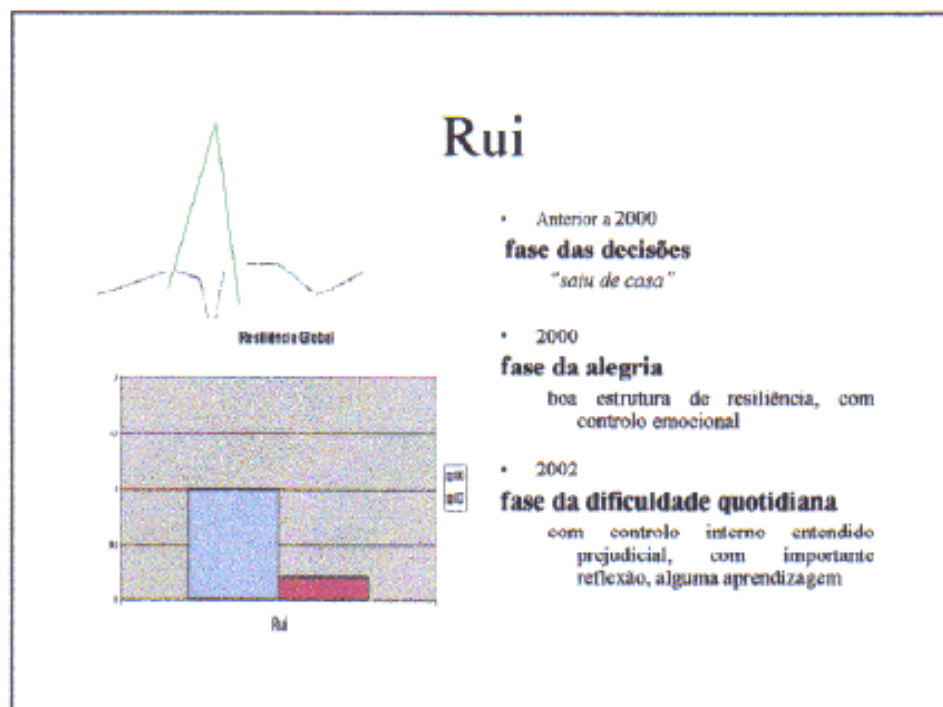 Rui
• Anterior a 2000
fase das decisões
"saiu de casa"
Resiliência Global
• 2000
fase da alegria
boa estrutura de resiliência, com
controlo emocional
• 2002
fase da dificuldade quotidiana
com controlo interno entendido
prejudicial, com importante
reflexão, alguma aprendizagem
Rui